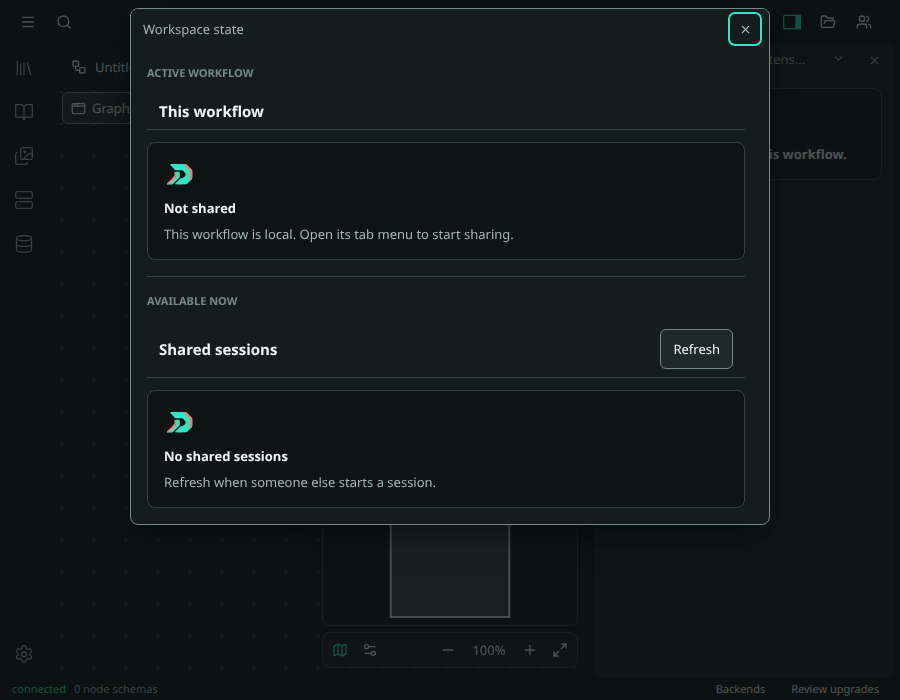 Workspace state
ACTIVE WORKFLOW
This workflow
Not shared
This workflow is local. Open its tab menu to start sharing.
AVAILABLE NOW
Shared sessions
Refresh
No shared sessions
Refresh when someone else starts a session.
Graph
is workflow.
100%
connected
0 node schemas
Backends
Review upgrades